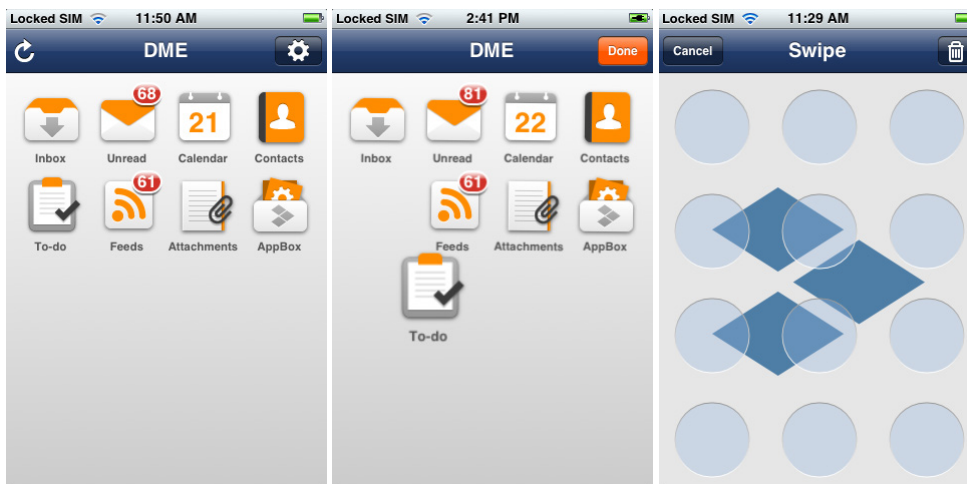 Locked SIM 11:50 AM
DME
68
21
Inbox Unread Calendar Contacts
61
To-do Feeds Attachments AppBox
Locked SIM 2:41 PM
DME Done
81
22
Inbox Unread Calendar Contacts
61
Feeds Attachments AppBox
To-do
Locked SIM 11:29 AM
Cancel Swipe